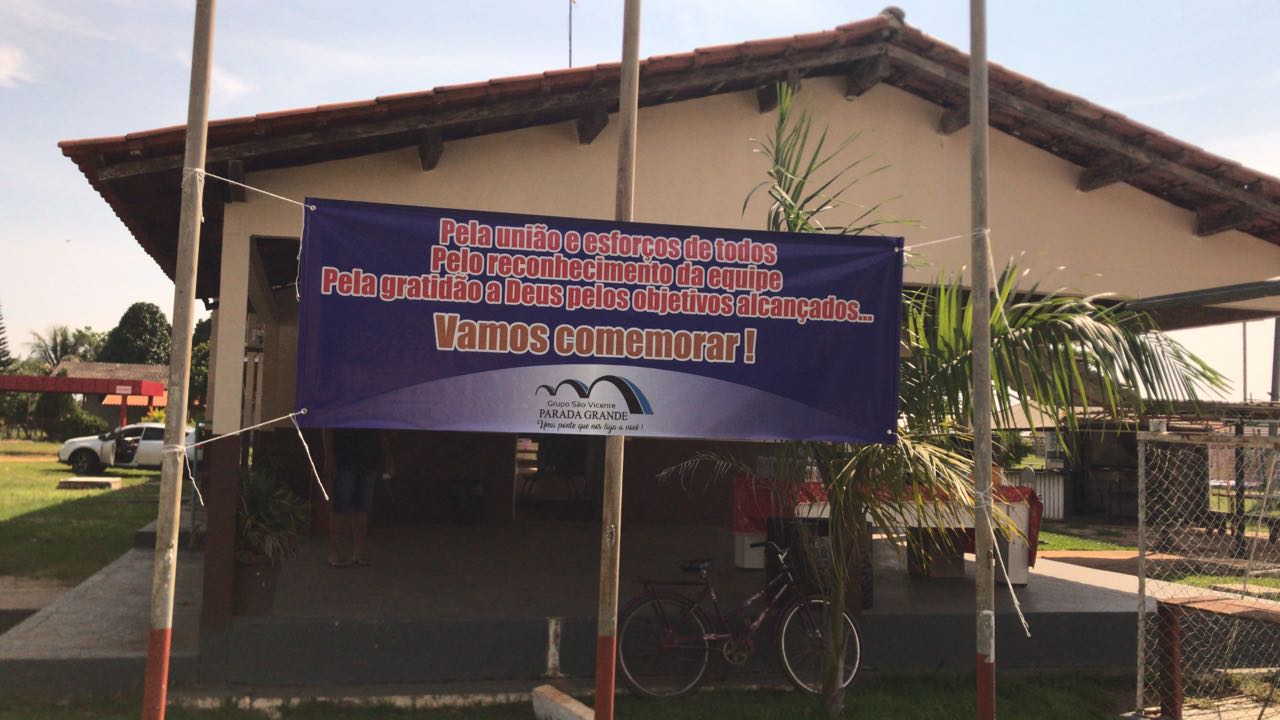 Pela união e esforços de todos
Pelo reconhecimento da equipe
Pela gratidão a Deus pelos objetivos alcançados...
Vamos comemorar !
Grupo São Vicente
PARADA GRANDE
Uma ponte que nos liga a você !